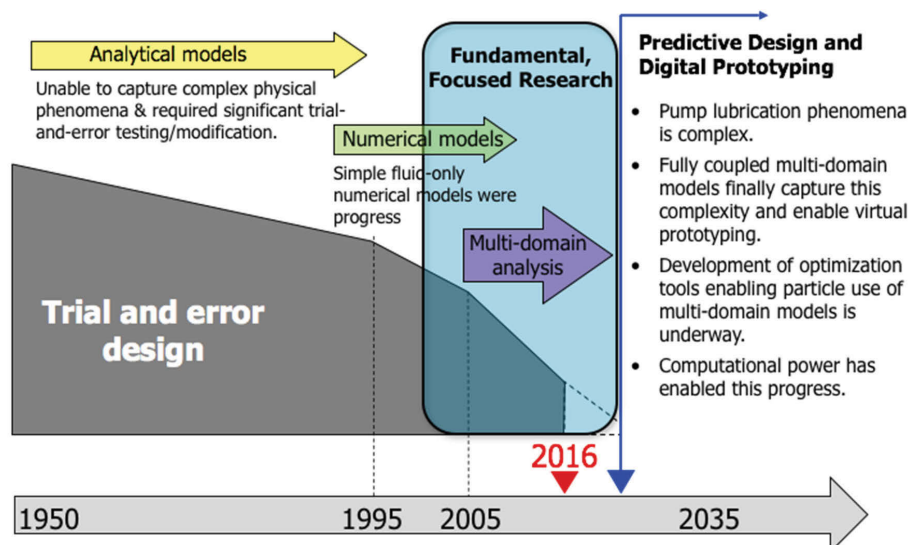 Analytical models
Unable to capture complex physical
phenomena & required significant trial-
and-error testing/modification.
Numerical models
Simple fluid-only
numerical models were
progress
Fundamental,
Focused Research
Multi-domain
analysis
Trial and error
design
Predictive Design and
Digital Prototyping
• Pump lubrication phenomena
is complex.
• Fully coupled multi-domain
models finally capture this
complexity and enable virtual
prototyping.
• Development of optimization
tools enabling particle use of
multi-domain models is
underway.
• Computational power has
enabled this progress.
2016
1950 1995 2005 2035